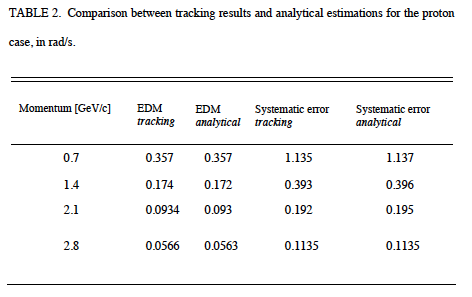 TABLE 2. Comparison between tracking results and analytical estimations for the proton
case, in rad/s.
Momentum [GeV/c] EDM EDM Systematic error Systematic error
tracking analytical tracking analytical
0.7 0.357 0.357 1.135 1.137
1.4 0.174 0.172 0.393 0.396
2.1 0.0934 0.093 0.192 0.195
2.8 0.0566 0.0563 0.1135 0.1135